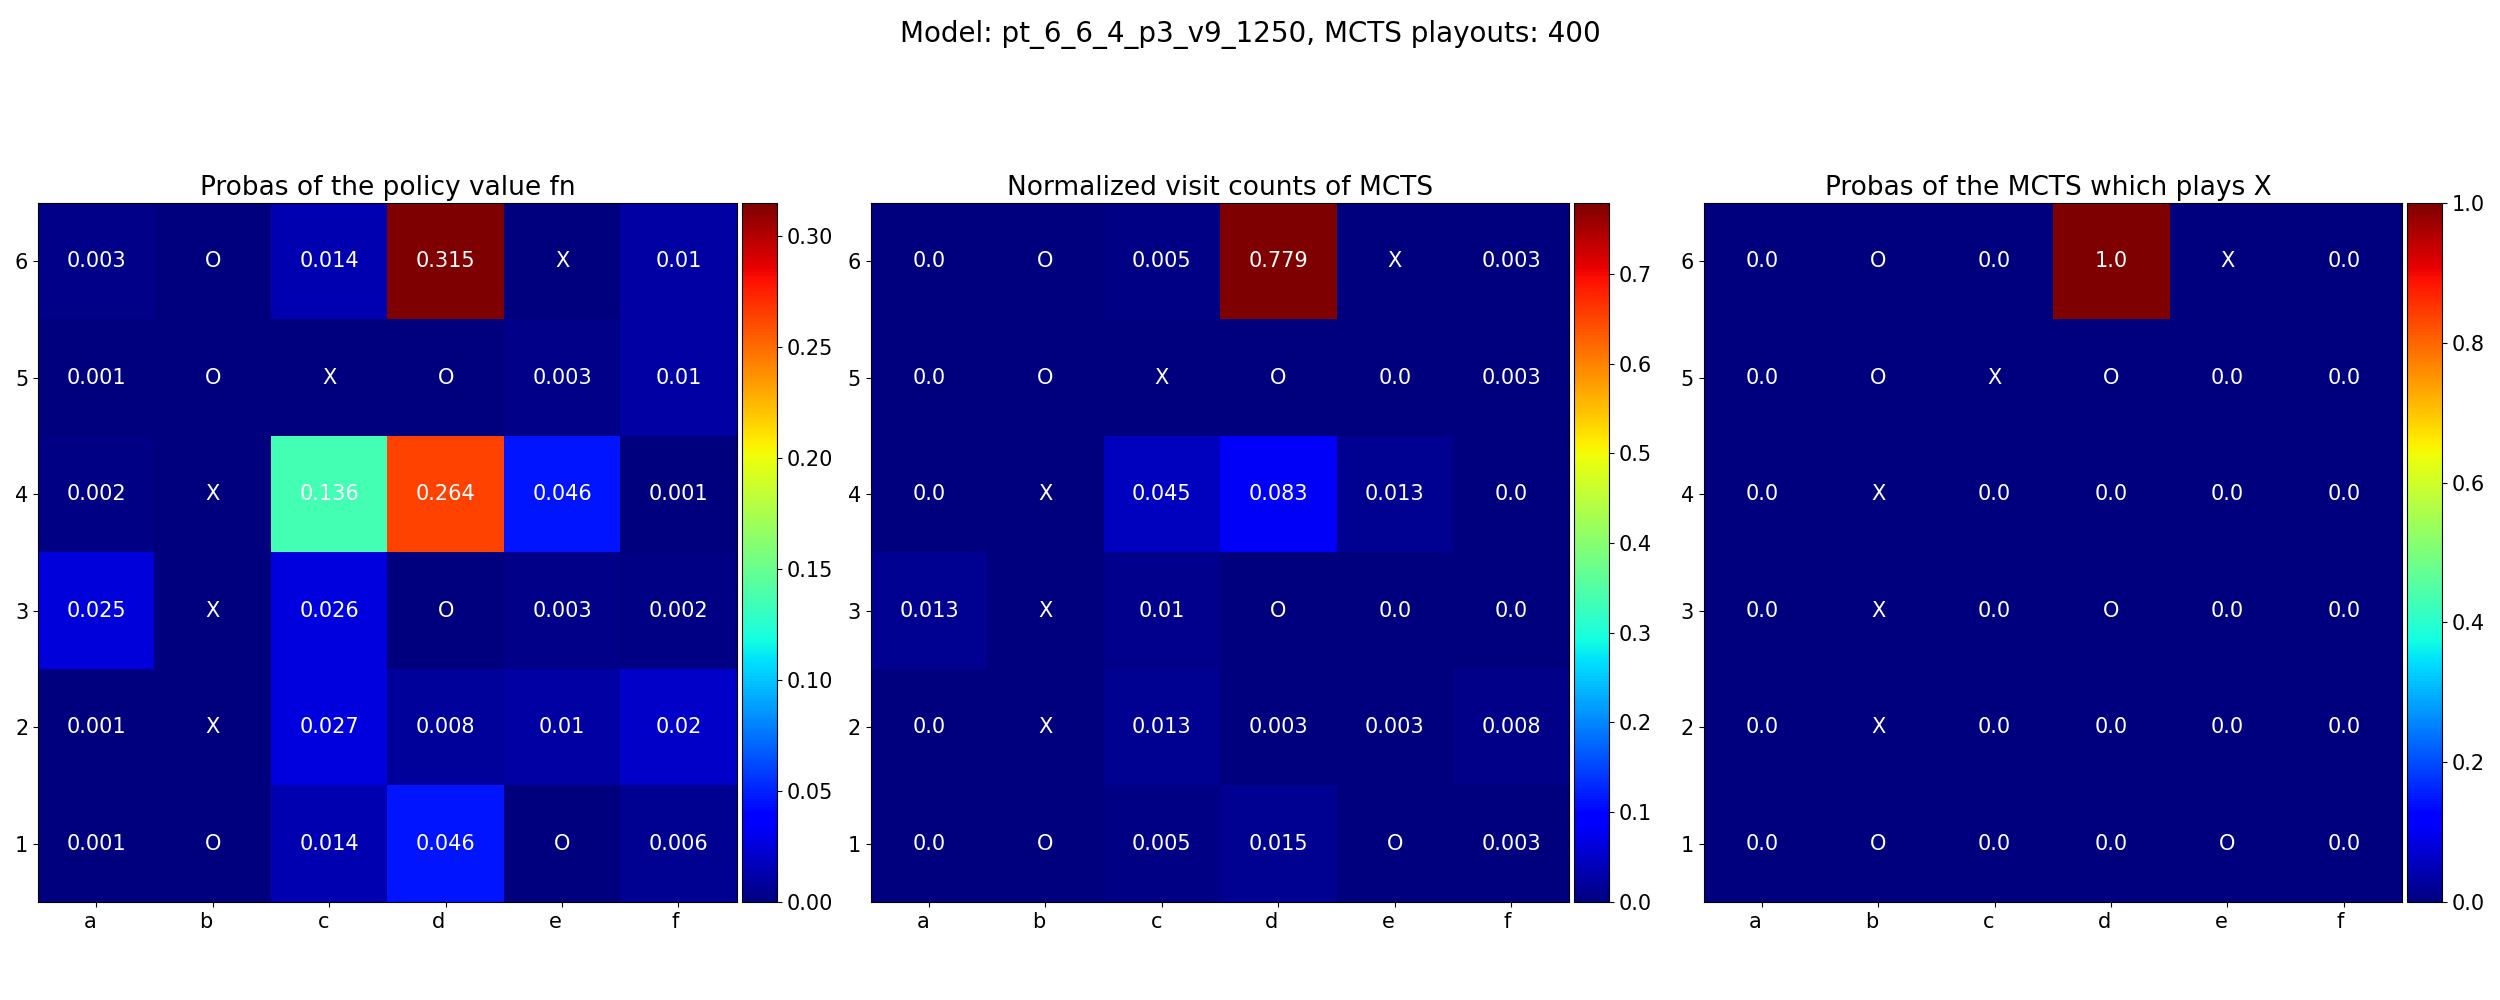 Model: pt_6_6_4_p3_v9_1250, MCTS playouts: 400
Probas of the policy value fn
6 0.003 O 0.014 0.315 X 0.01
5 0.001 O X O 0.003 0.01
4 0.002 X 0.136 0.264 0.046 0.001
3 0.025 X 0.026 O 0.003 0.002
2 0.001 X 0.027 0.008 0.01 0.02
1 0.001 O 0.014 0.046 O 0.006
a b c d e f
0.30
0.25
0.20
0.15
0.10
0.05
0.00
Normalized visit counts of MCTS
6 0.0 O 0.005 0.779 X 0.003
5 0.0 O X O 0.0 0.003
4 0.0 X 0.045 0.083 0.013 0.0
3 0.013 X 0.01 O 0.0 0.0
2 0.0 X 0.013 0.003 0.003 0.008
1 0.0 O 0.005 0.015 O 0.003
a b c d e f
0.7
0.6
0.5
0.4
0.3
0.2
0.1
0.0
Probas of the MCTS which plays X
6 0.0 O 0.0 1.0 X 0.0
5 0.0 O X O 0.0 0.0
4 0.0 X 0.0 0.0 0.0 0.0
3 0.0 X 0.0 O 0.0 0.0
2 0.0 X 0.0 0.0 0.0 0.0
1 0.0 O 0.0 0.0 O 0.0
a b c d e f
1.0
0.8
0.6
0.4
0.2
0.0